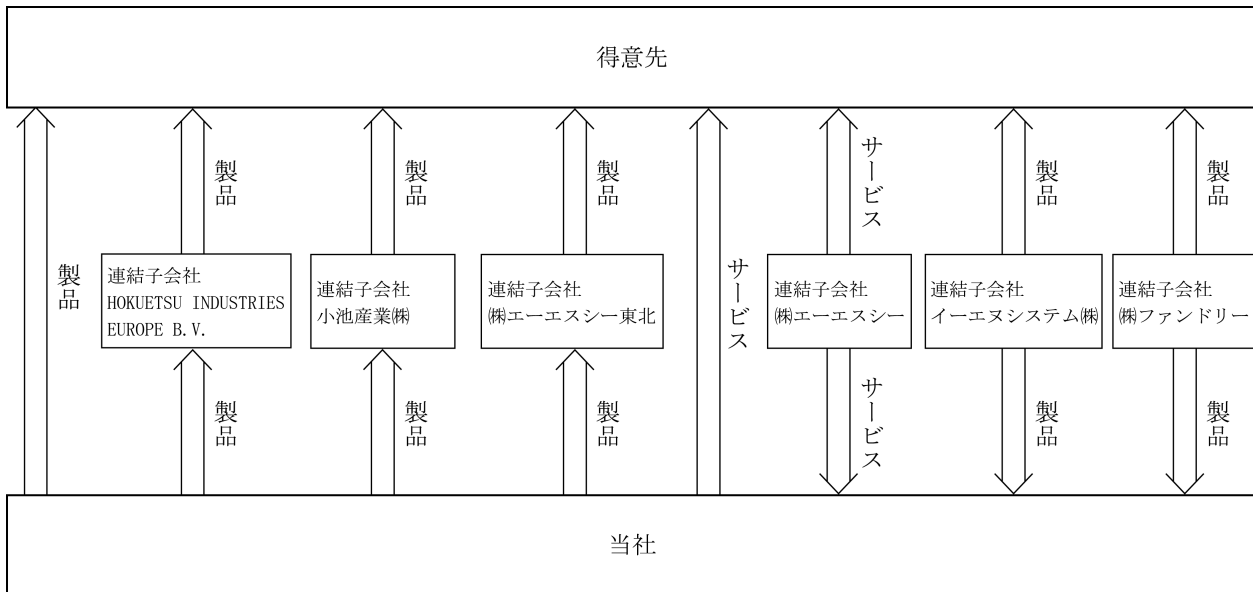 得意先
製品
製品
製品
サービス
製品
製品
製品
サービス
連結子会社
HOKUETSU INDUSTRIES
EUROPE B.V.
連結子会社
小池産業㈱
連結子会社
㈱エーエスシー東北
連結子会社
㈱エーエスシー
連結子会社
イーエヌシステム㈱
連結子会社
㈱ファンドリー
製品
製品
製品
サービス
製品
製品
当社